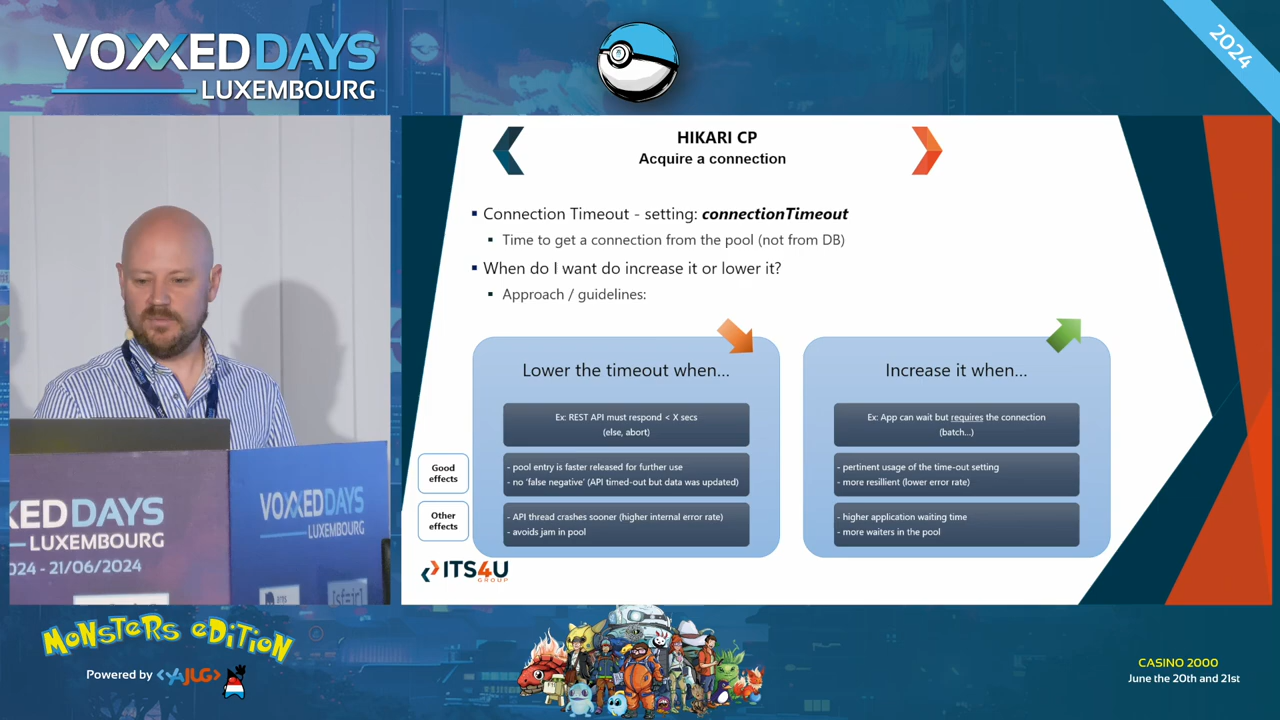 VOXXEDDAYS
LUXEMBOURG
2024
HIKARI CP
Acquire a connection
Connection Timeout - setting: connectionTimeout
Time to get a connection from the pool (not from DB)
When do I want do increase it or lower it?
Approach / guidelines:
Lower the timeout when...
Ex: REST API must respond < X secs
(else, abort)
Good
effects
- pool entry is faster released for further use
- no 'false negative' (API timed-out but data was updated)
Other
effects
- API thread crashes sooner (higher internal error rate)
- avoids jam in pool
Increase it when...
Ex: App can wait but requires the connection
(batch...)
- pertinent usage of the time-out setting
- more resillient (lower error rate)
- higher application waiting time
- more waiters in the pool
ITS4U
GROUP
XEDDAYS
LUXEMBOURG
024 - 21/06/2024
VOXXEDDAYS
LUXEMBOURG
MONSTERS EDITION
Powered by <YAJUG>
CASINO 2000
June the 20th and 21st